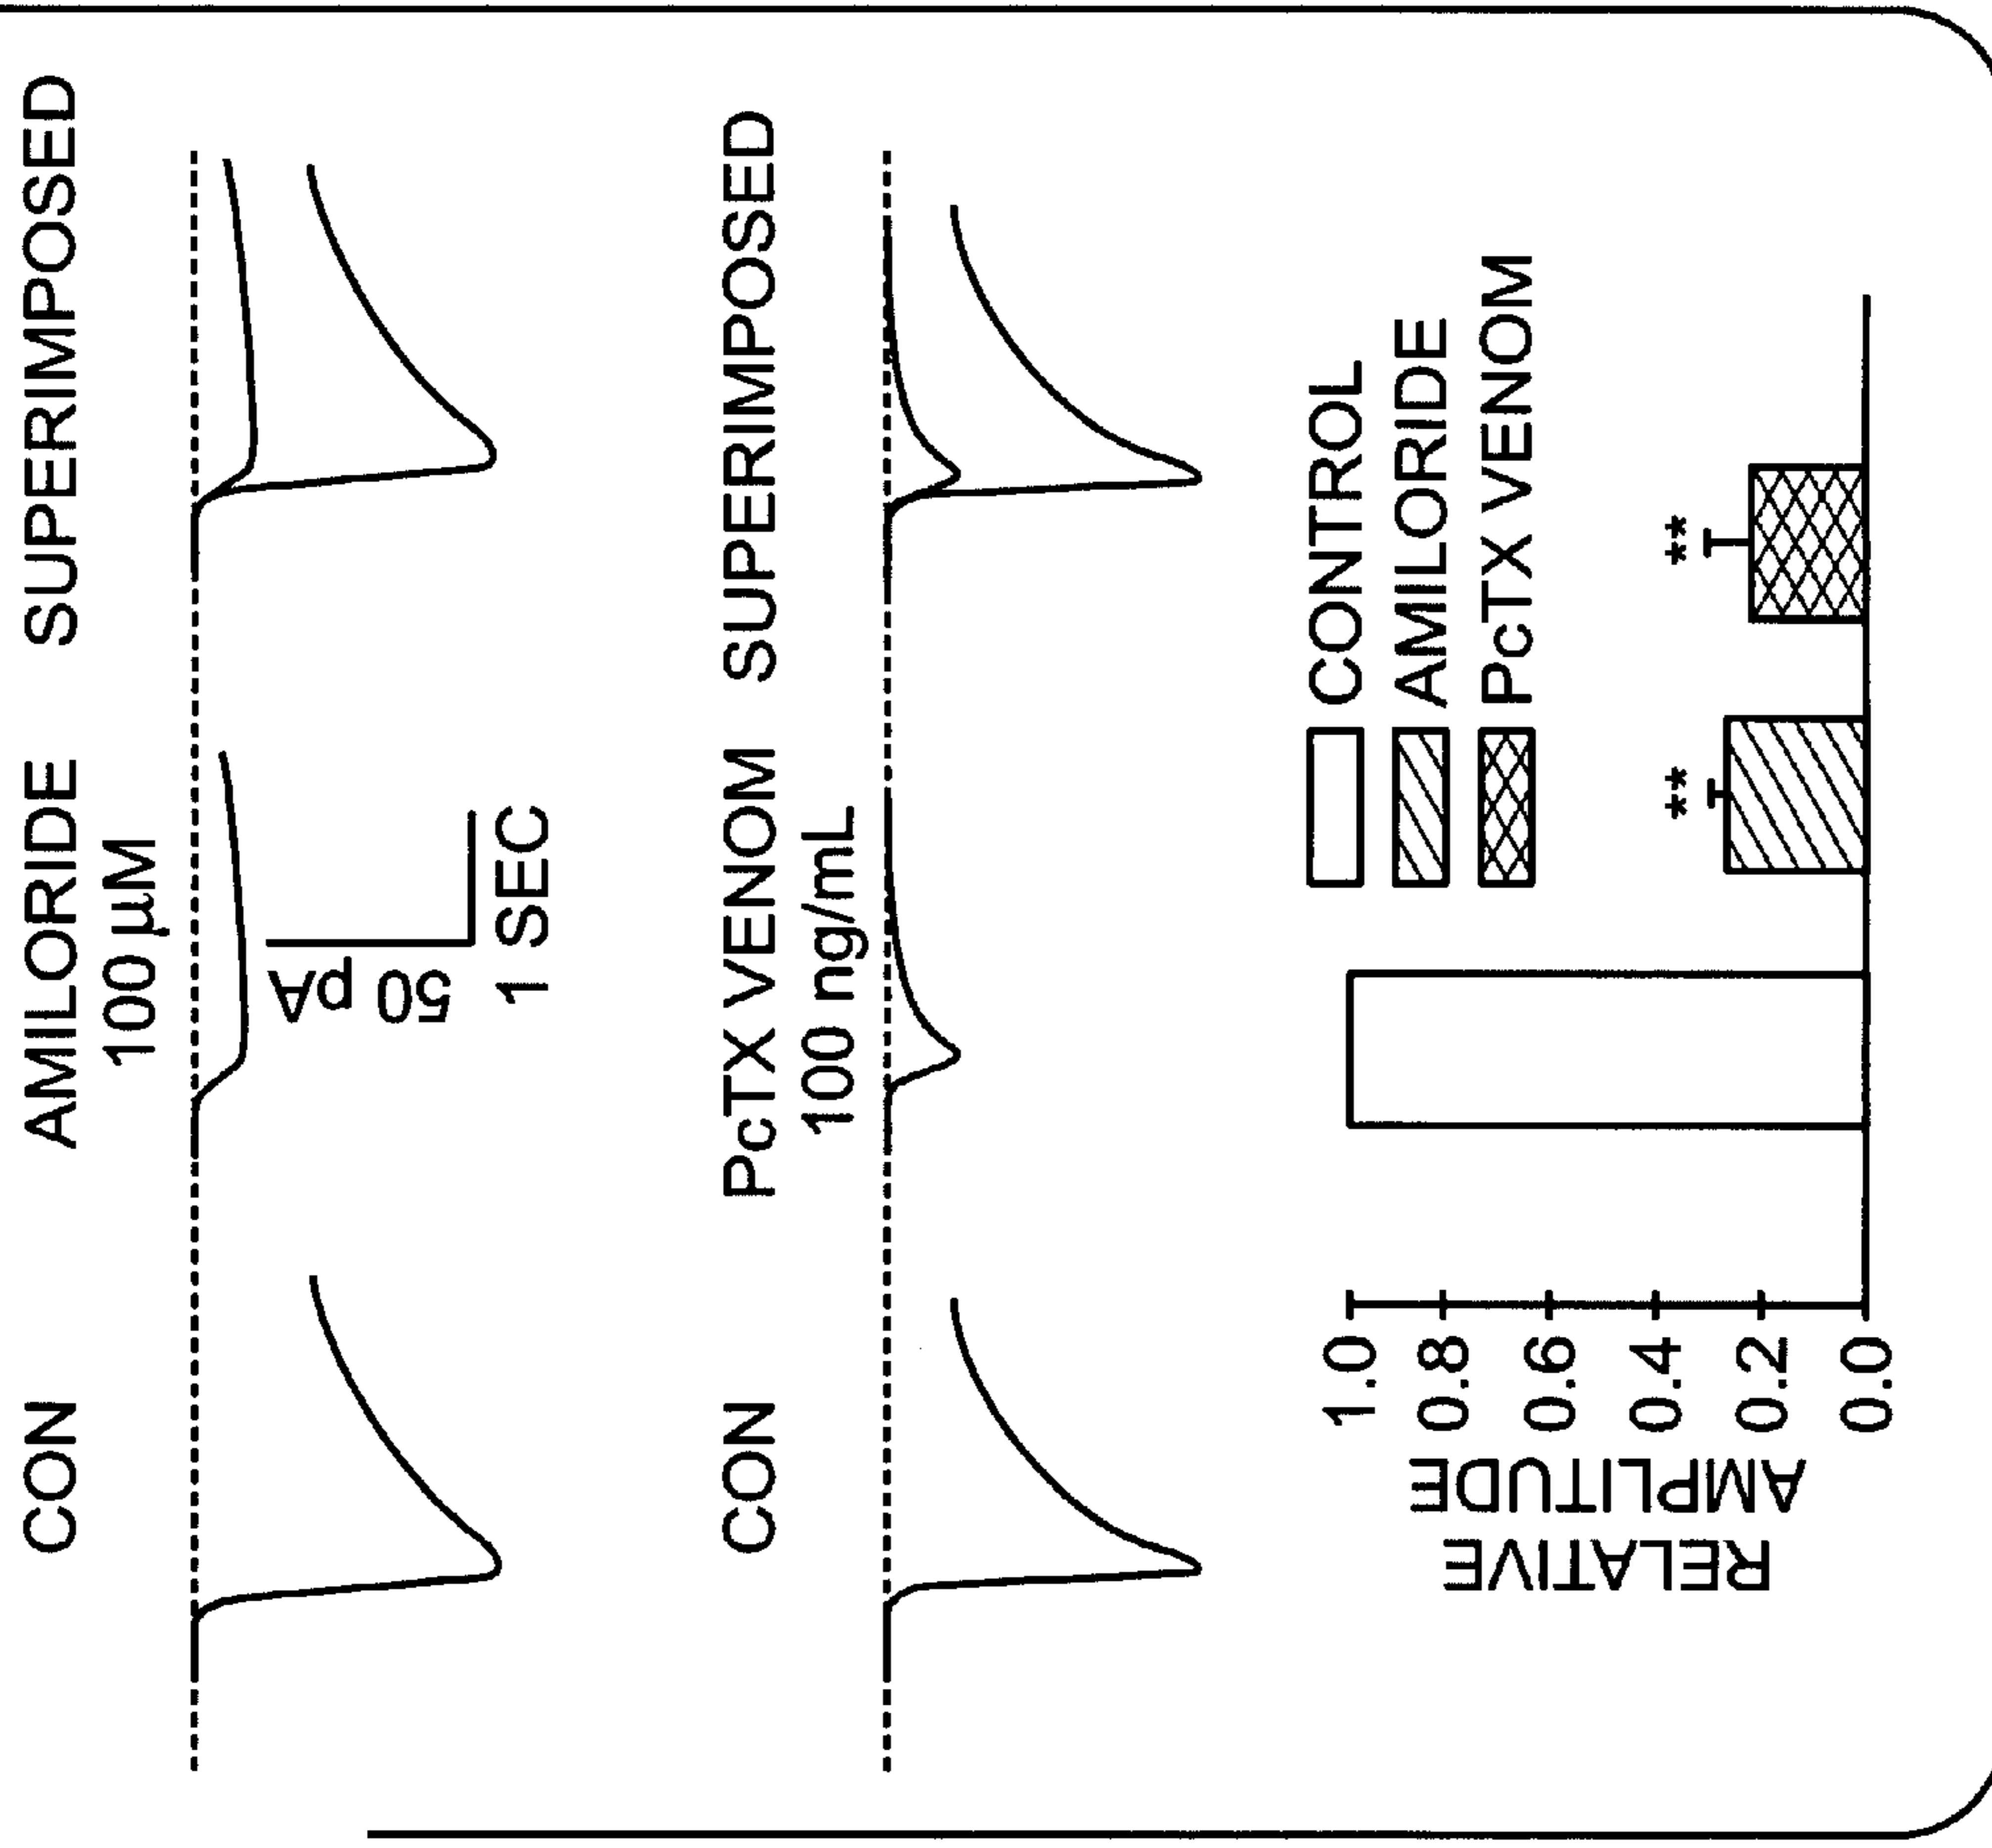 CON
AMILORIDE
100 µM
SUPERIMPOSED
50 pA
1 SEC
CON
PcTX VENOM
100 ng/mL
SUPERIMPOSED
CONTROL
AMILORIDE
PcTX VENOM
RELATIVE
AMPLITUDE
1.0
0.8
0.6
0.4
0.2
0.0
**
**